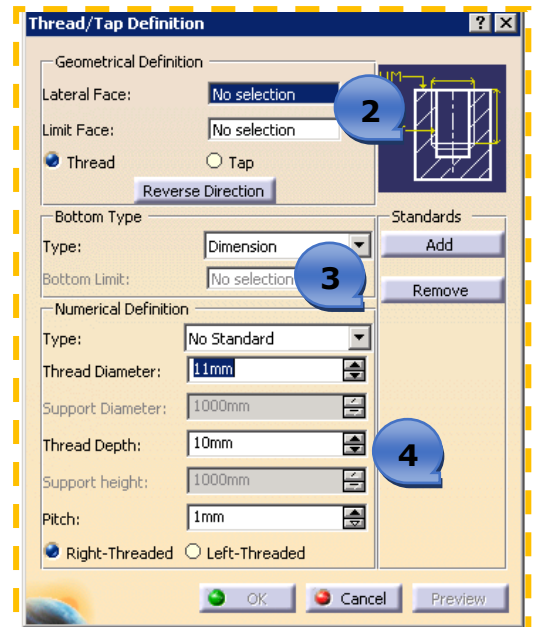 Thread/Tap Definition
Geometrical Definition
Lateral Face: No selection
Limit Face: No selection
2
Thread Tap
Reverse Direction
Bottom Type
Type: Dimension
Bottom Limit: No selection
3
Standards
Add
Remove
Numerical Definition
Type: No Standard
Thread Diameter: 11mm
Support Diameter: 1000mm
Thread Depth: 10mm
4
Support height: 1000mm
Pitch: 1mm
Right-Threaded Left-Threaded
OK Cancel Preview